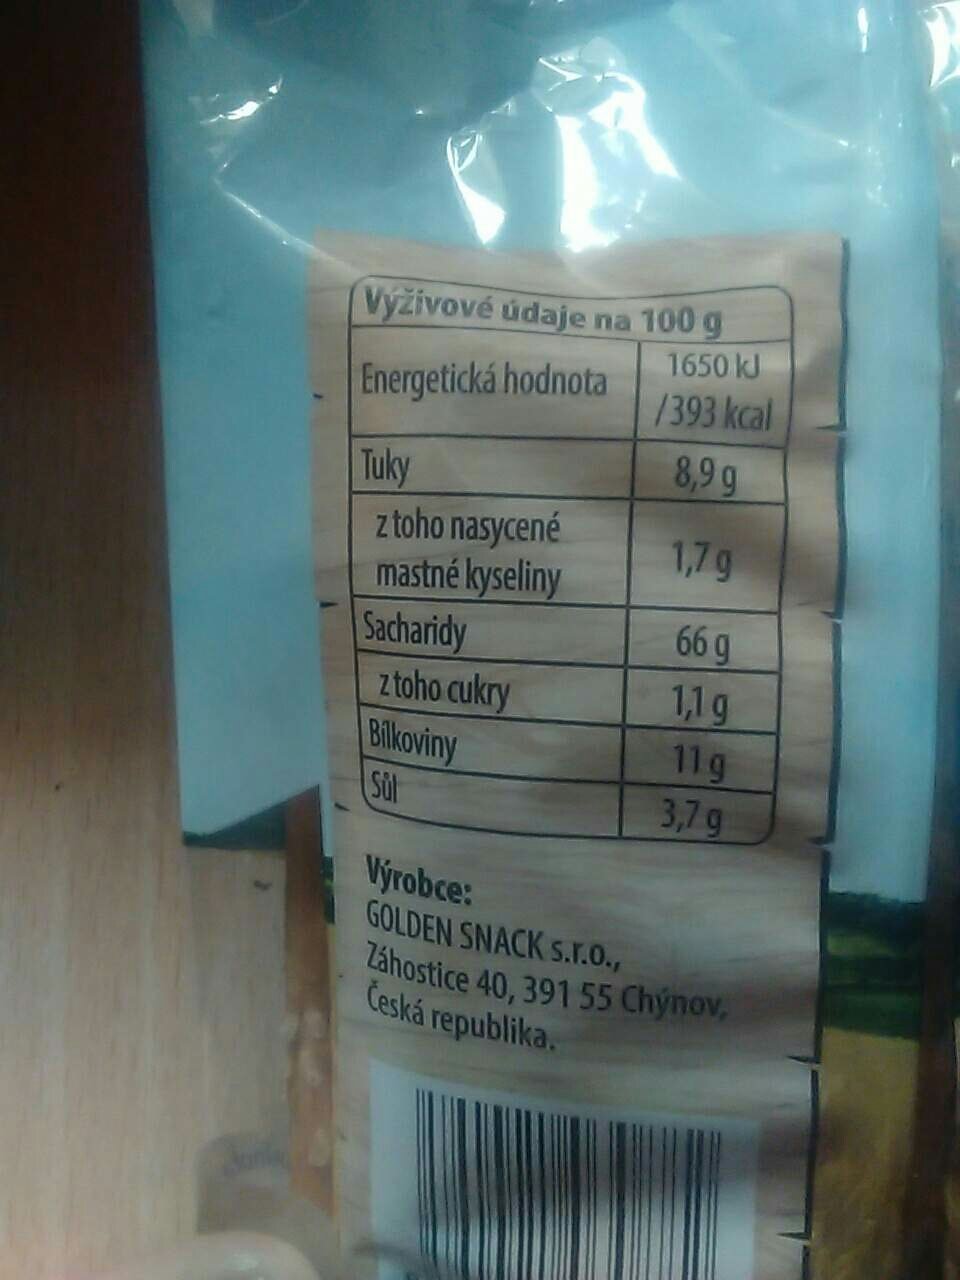 Výživové údaje na 100 g
Energetická hodnota 1650 kJ
/393 kcal
Tuky 8,9 g
z toho nasycené
mastné kyseliny 1,7 g
Sacharidy 66 g
z toho cukry 1,1 g
Bílkoviny 11 g
Sůl 3,7 g
Výrobce:
GOLDEN SNACK s.r.o.,
Záhostice 40, 391 55 Chýnov,
Česká republika.